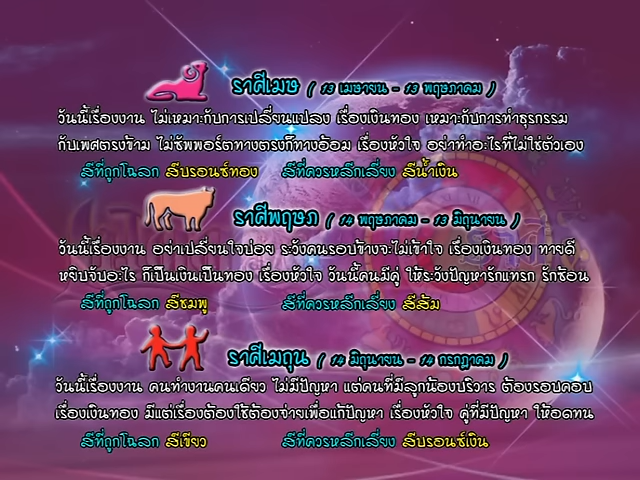 ราศีเมษ ( 13 เมษายน - 13 พฤษภาคม )
วันนี้เรื่องงาน ไม่เหมาะกับการเปลี่ยนแปลง เรื่องเงินทอง เหมาะกับการทำธุรกรรม
กับเพศตรงข้าม ไม่ซัพพอร์ตทางตรงก็ทางอ้อม เรื่องหัวใจ อย่าทำอะไรที่ไม่ใช่ตัวเอง
สีที่ถูกโฉลก สีบรอนซ์ทอง สีที่ควรหลีกเลี่ยง สีน้ำเงิน
ราศีพฤษภ ( 14 พฤษภาคม - 13 มิถุนายน )
วันนี้เรื่องงาน อย่าเปลี่ยนใจบ่อย ระวังคนรอบข้างจะไม่เข้าใจ เรื่องเงินทอง ทายดี
หยิบจับอะไร ก็เป็นเงินเป็นทอง เรื่องหัวใจ วันนี้คนมีคู่ ให้ระวังปัญหารักแทรก รักซ้อน
สีที่ถูกโฉลก สีชมพู สีที่ควรหลีกเลี่ยง สีส้ม
ราศีเมถุน ( 14 มิถุนายน - 14 กรกฎาคม )
วันนี้เรื่องงาน คนทำงานคนเดียว ไม่มีปัญหา แต่คนที่มีลูกน้องบริวาร ต้องรอบคอบ
เรื่องเงินทอง มีแต่เรื่องต้องใช้ต้องจ่ายเพื่อแก้ปัญหา เรื่องหัวใจ คู่ที่มีปัญหา ให้อดทน
สีที่ถูกโฉลก สีเขียว สีที่ควรหลีกเลี่ยง สีบรอนซ์เงิน